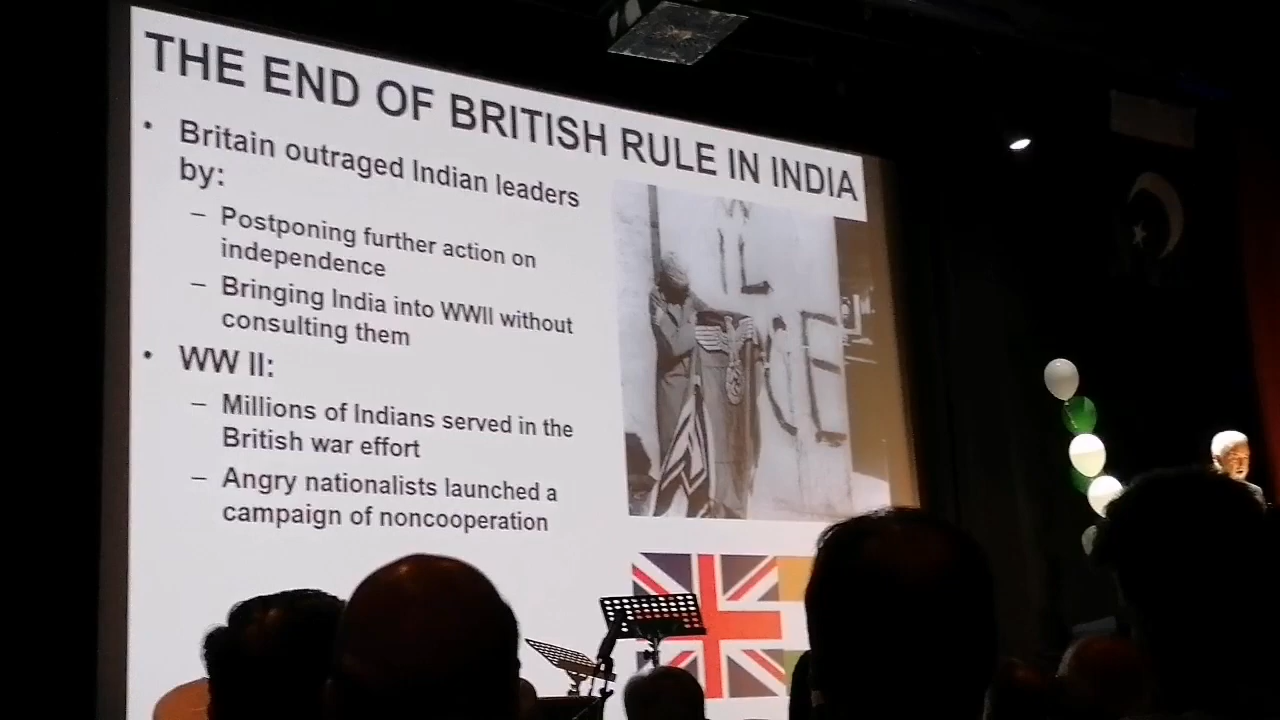 THE END OF BRITISH RULE IN INDIA
• Britain outraged Indian leaders
by:
– Postponing further action on
independence
– Bringing India into WWII without
consulting them
• WW II:
– Millions of Indians served in the
British war effort
– Angry nationalists launched a
campaign of noncooperation
IL
CE